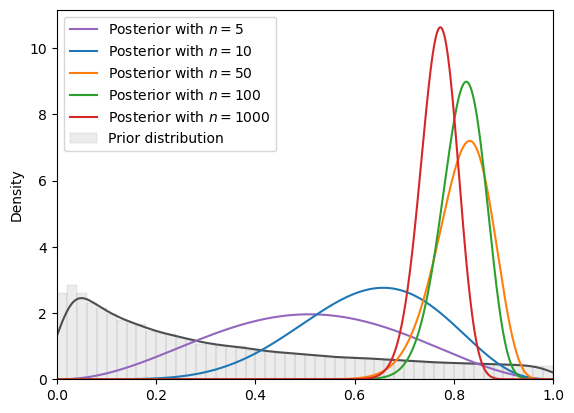 Posterior with n = 5
Posterior with n = 10
Posterior with n = 50
Posterior with n = 100
Posterior with n = 1000
Prior distribution
Density
10
8
6
4
2
0
0.0 0.2 0.4 0.6 0.8 1.0